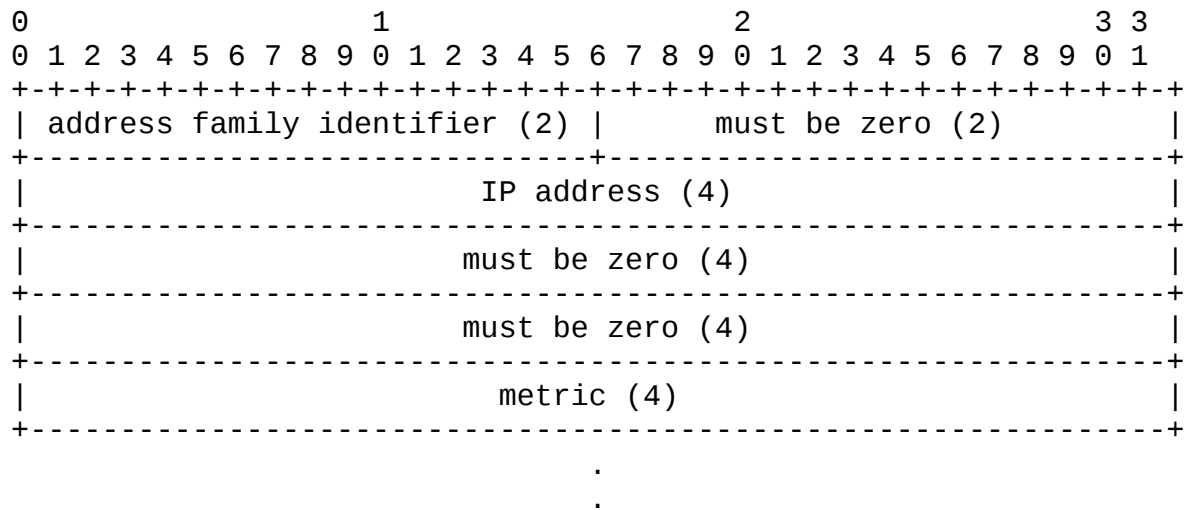 0                   1                   2                   3 3
0 1 2 3 4 5 6 7 8 9 0 1 2 3 4 5 6 7 8 9 0 1 2 3 4 5 6 7 8 9 0 1
+-+-+-+-+-+-+-+-+-+-+-+-+-+-+-+-+-+-+-+-+-+-+-+-+-+-+-+-+-+-+-+-+
| address family identifier (2) |      must be zero (2)         |
+-------------------------------+-------------------------------+
|                         IP address (4)                        |
+---------------------------------------------------------------+
|                        must be zero (4)                       |
+---------------------------------------------------------------+
|                        must be zero (4)                       |
+---------------------------------------------------------------+
|                          metric (4)                           |
+---------------------------------------------------------------+
                                .
                                .